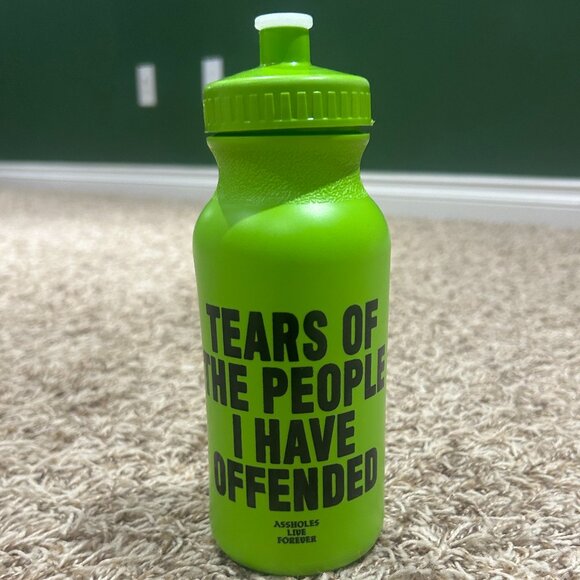 TEARS OF
THE PEOPLE
I HAVE
OFFENDED
ASSHOLES
LIVE
FOREVER